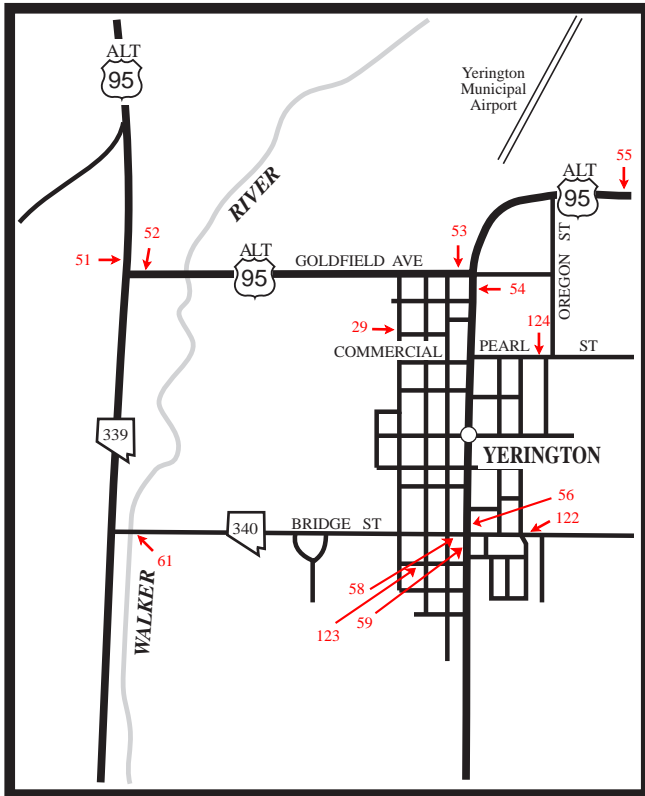 ALT
95
Yerington
Municipal
Airport
55
ALT
95
RIVER
53
52
51
ALT
95
GOLDFIELD AVE
54
OREGON ST
29
124
COMMERCIAL
PEARL ST
339
YERINGTON
56
122
340
BRIDGE ST
61
58
59
123
WALKER